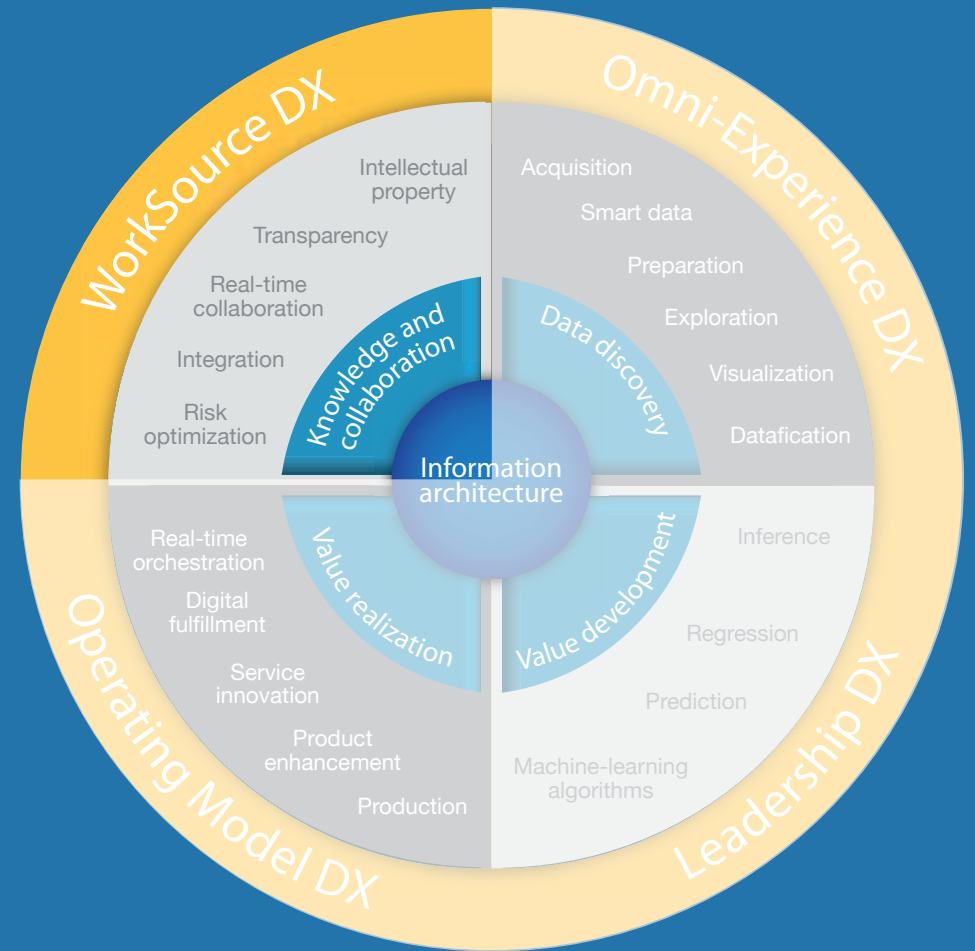 WorkSource DX
Intellectual
property
Transparency
Real-time
collaboration
Integration
Risk
optimization
Knowledge and
collaboration
Omni-Experience DX
Acquisition
Smart data
Preparation
Exploration
Visualization
Datafication
Data discovery
Information
architecture
Operating Model DX
Real-time
orchestration
Digital
fulfillment
Service
innovation
Product
enhancement
Production
Value realization
Leadership DX
Inference
Regression
Prediction
Machine-learning
algorithms
Value development